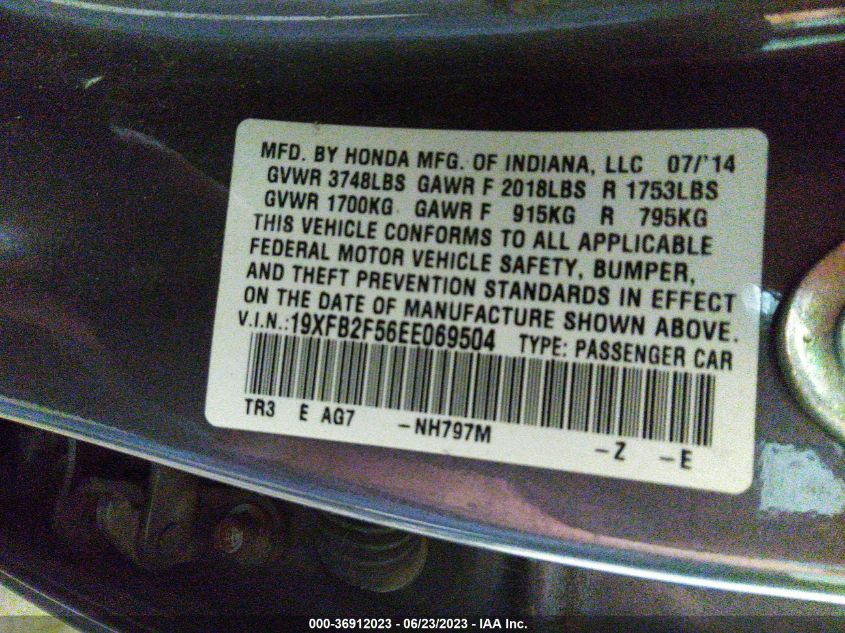 MFD. BY HONDA MFG. OF INDIANA, LLC 07/'14
GVWR 3748LBS GAWR F 2018LBS R 1753LBS
GVWR 1700KG GAWR F 915KG R 795KG
THIS VEHICLE CONFORMS TO ALL APPLICABLE
FEDERAL MOTOR VEHICLE SAFETY, BUMPER,
AND THEFT PREVENTION STANDARDS IN EFFECT
ON THE DATE OF MANUFACTURE SHOWN ABOVE.
V.I.N.:19XFB2F56EE069504 TYPE: PASSENGER CAR
TR3 E AG7 -NH797M -Z -E
000-36912023 - 06/23/2023 - IAA Inc.